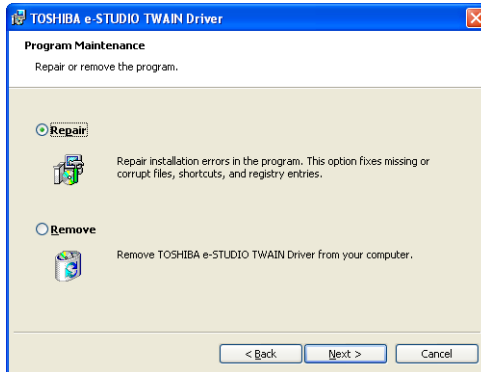 TOSHIBA e-STUDIO TWAIN Driver
Program Maintenance
Repair or remove the program.
Repair
Repair installation errors in the program. This option fixes missing or
corrupt files, shortcuts, and registry entries.
Remove
Remove TOSHIBA e-STUDIO TWAIN Driver from your computer.
< Back
Next >
Cancel